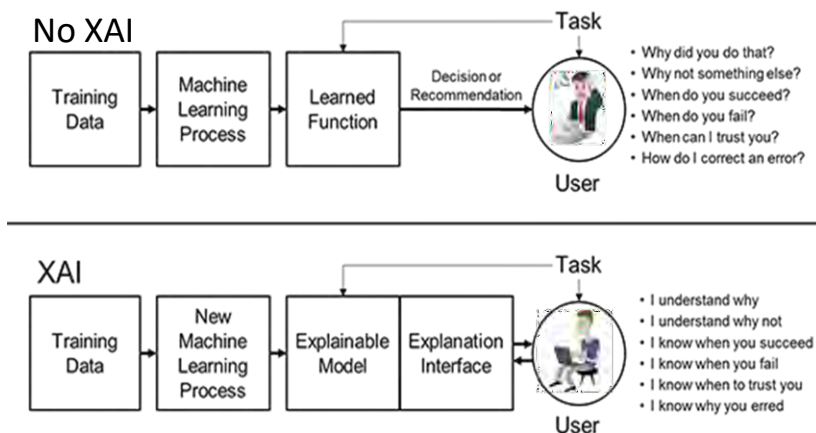 No XAI
Task
Training
Data
Machine
Learning
Process
Learned
Function
Decision or
Recommendation
User
• Why did you do that?
• Why not something else?
• When do you succeed?
• When do you fail?
• When can I trust you?
• How do I correct an error?
XAI
Task
Training
Data
New
Machine
Learning
Process
Explainable
Model
Explanation
Interface
User
• I understand why
• I understand why not
• I know when you succeed
• I know when you fail
• I know when to trust you
• I know why you erred